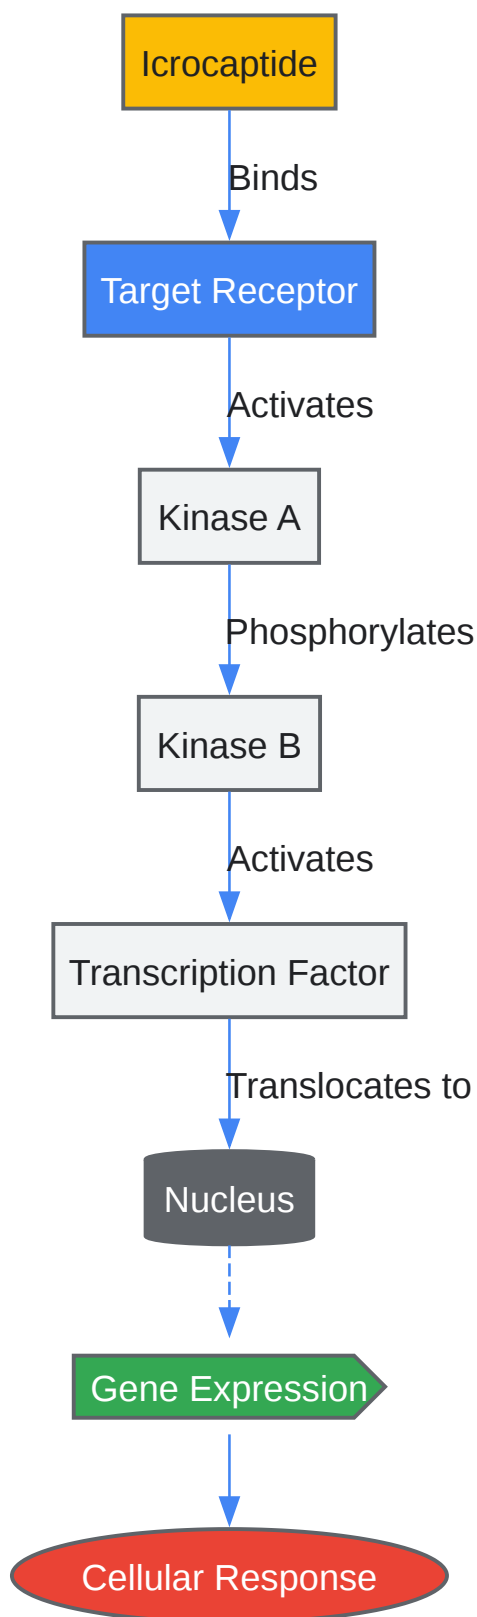 Icrocaptide
Binds
Target Receptor
Activates
Kinase A
Phosphorylates
Kinase B
Activates
Transcription Factor
Translocates to
Nucleus
Gene Expression
Cellular Response